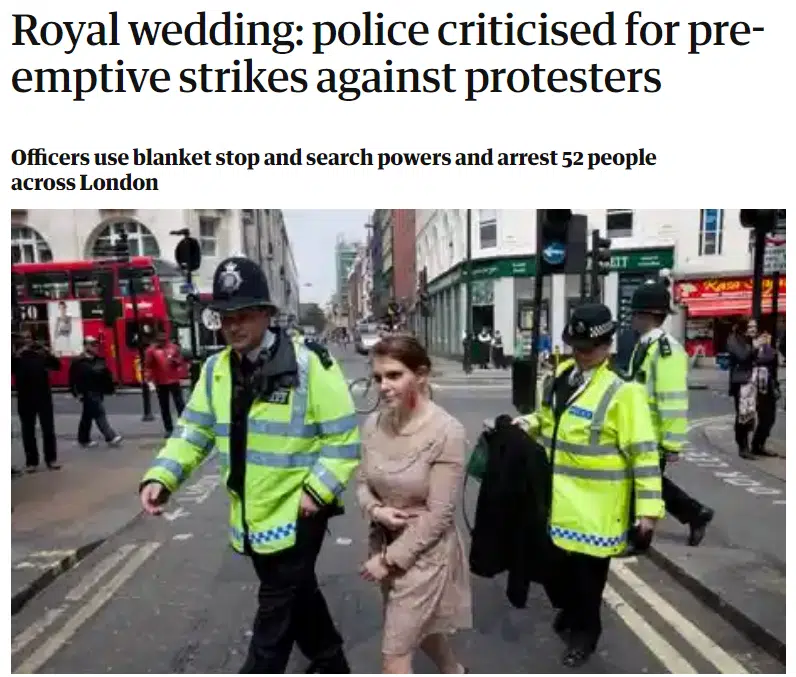 Royal wedding: police criticised for pre-
emptive strikes against protesters
Officers use blanket stop and search powers and arrest 52 people
across London